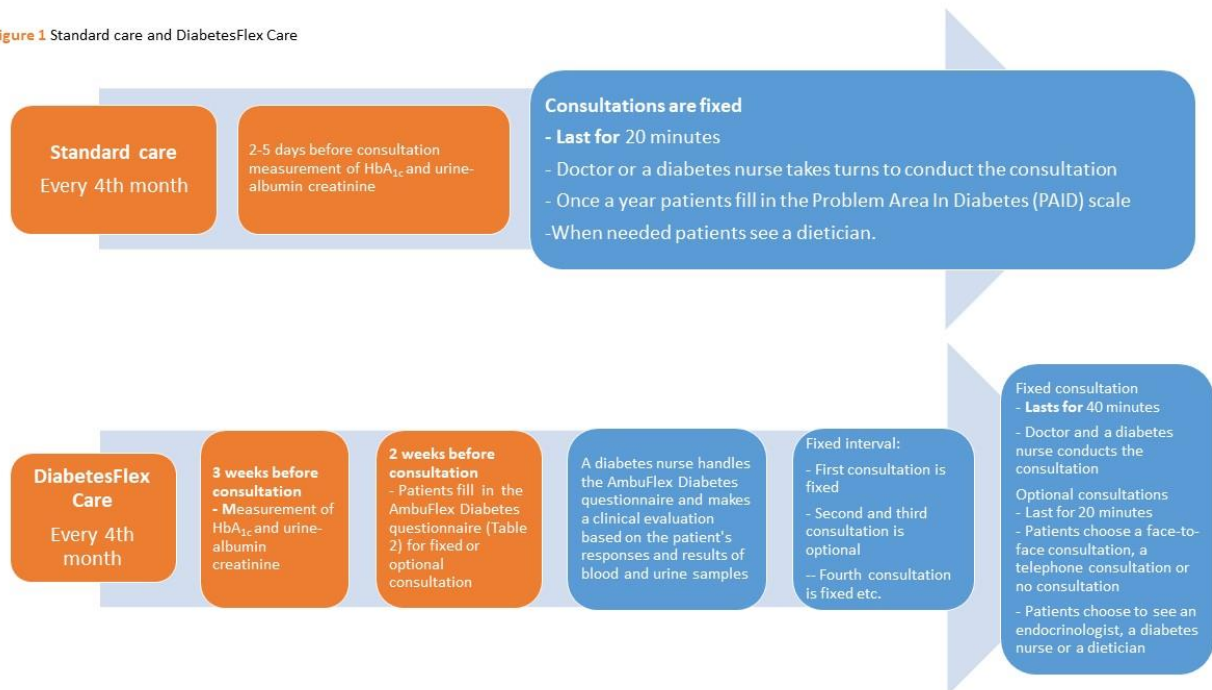 igure 1 Standard care and DiabetesFlex Care
Standard care
Every 4th month
2-5 days before consultation
measurement of HbA1c and urine-
albumin creatinine
Consultations are fixed
- Last for 20 minutes
- Doctor or a diabetes nurse takes turns to conduct the consultation
- Once a year patients fill in the Problem Area In Diabetes (PAID) scale
-When needed patients see a dietician.
DiabetesFlex
Care
Every 4th
month
3 weeks before
consultation
- Measurement of
HbA1c and urine-
albumin
creatinine
2 weeks before
consultation
- Patients fill in the
AmbuFlex Diabetes
questionnaire (Table
2) for fixed or
optional
consultation
A diabetes nurse handles
the AmbuFlex Diabetes
questionnaire and makes
a clinical evaluation
based on the patient's
responses and results of
blood and urine samples
Fixed interval:
- First consultation is
fixed
- Second and third
consultation is
optional
-- Fourth consultation
is fixed etc.
Fixed consultation
- Lasts for 40 minutes
- Doctor and a diabetes
nurse conducts the
consultation
Optional consultations
- Last for 20 minutes
- Patients choose a face-to-
face consultation, a
telephone consultation or
no consultation
- Patients choose to see an
endocrinologist, a diabetes
nurse or a dietician